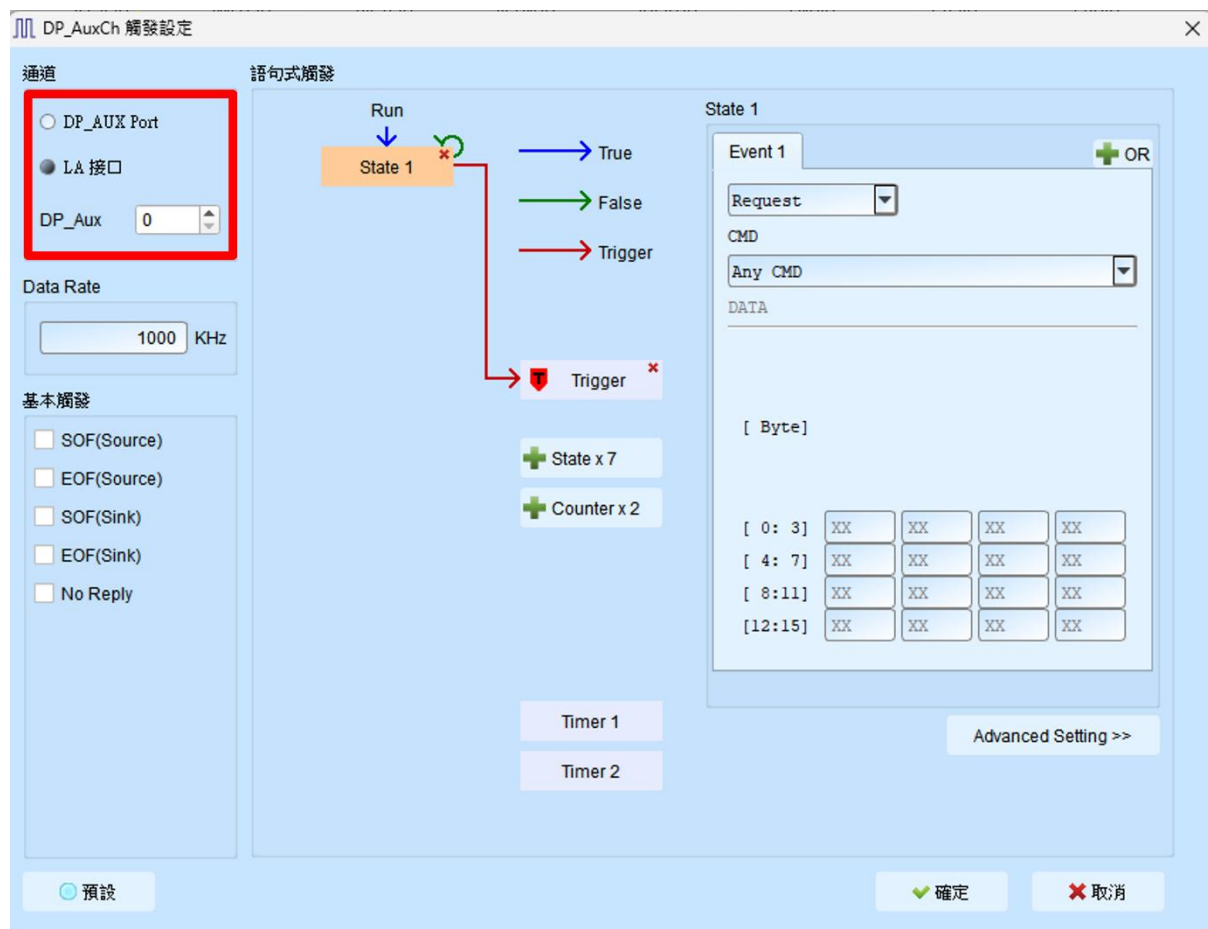 DP_AuxCh 觸發設定
通道
DP_AUX Port
LA 接口
DP_Aux 0
Data Rate
1000 KHz
基本觸發
SOF(Source)
EOF(Source)
SOF(Sink)
EOF(Sink)
No Reply
語句式觸發
Run
State 1
True
False
Trigger
T Trigger
State x 7
Counter x 2
Timer 1
Timer 2
State 1
Event 1
OR
Request
CMD
Any CMD
DATA
[ Byte]
[ 0: 3] XX XX XX XX
[ 4: 7] XX XX XX XX
[ 8:11] XX XX XX XX
[12:15] XX XX XX XX
Advanced Setting >>
預設
確定
取消